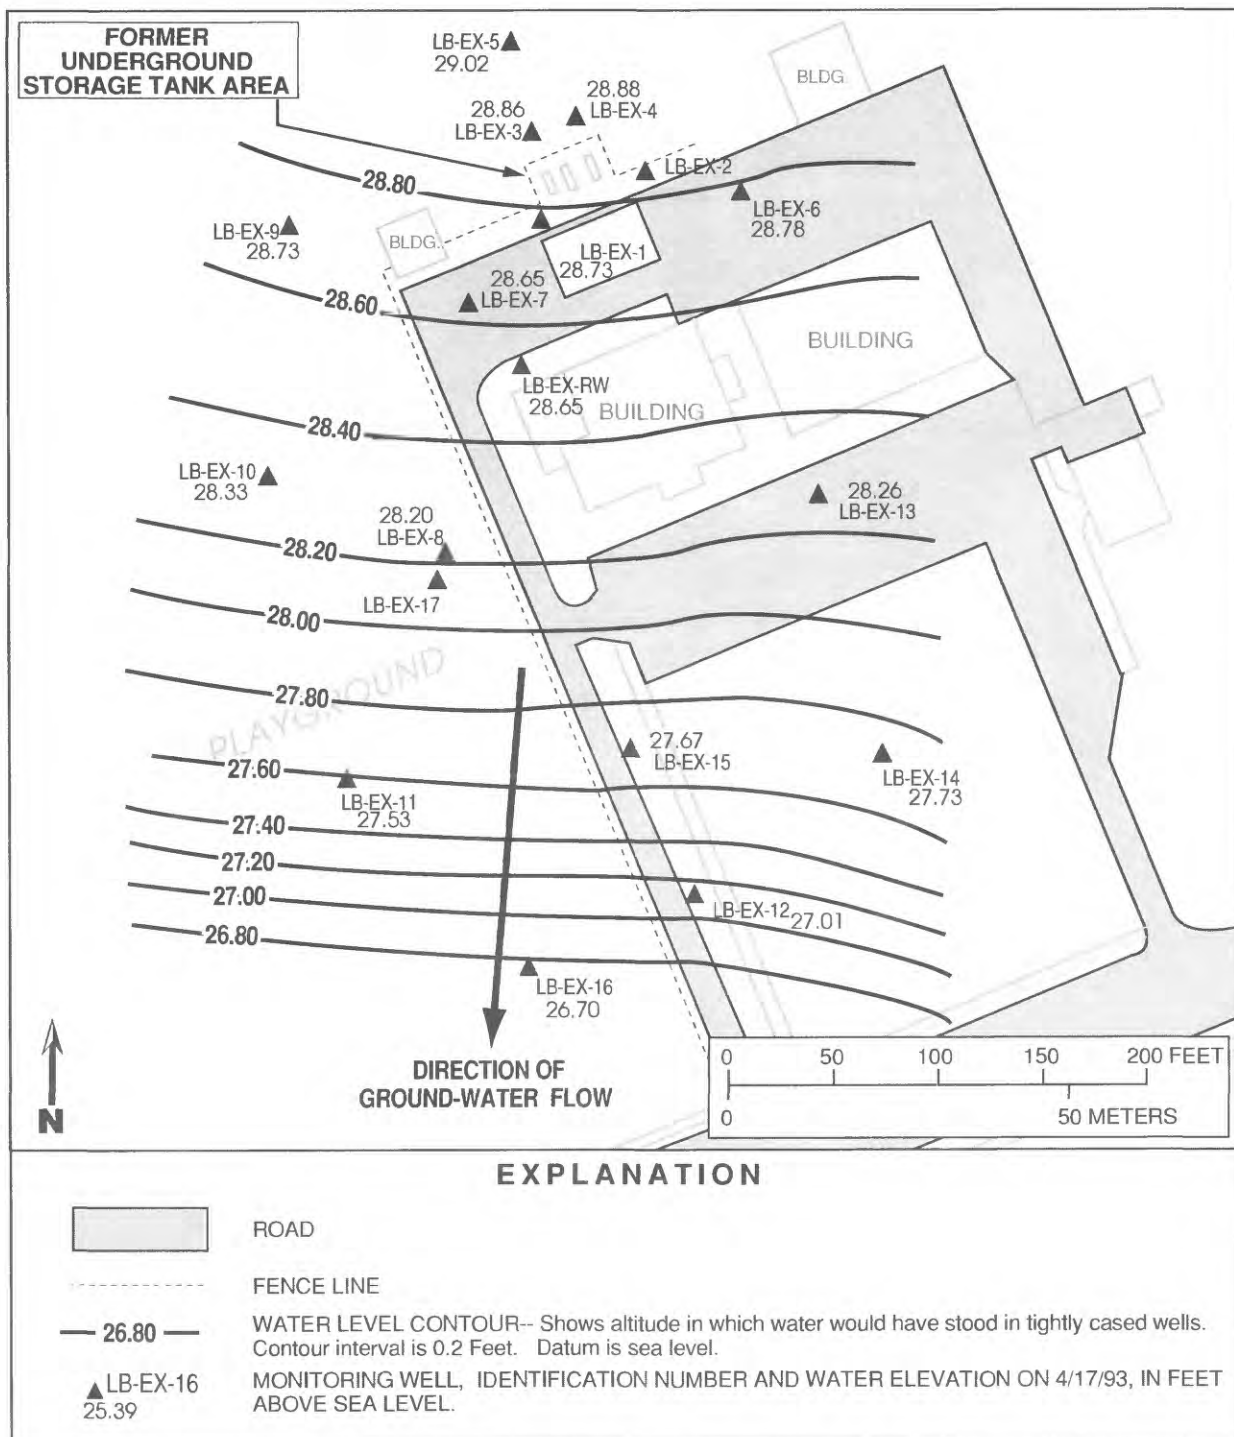 FORMER
UNDERGROUND
STORAGE TANK AREA
LB-EX-5
29.02
28.88
LB-EX-4
28.86
LB-EX-3
BLDG.
LB-EX-2
28.80
LB-EX-6
28.78
LB-EX-9
28.73
BLDG.
LB-EX-1
28.73
28.65
LB-EX-7
28.60
BUILDING
LB-EX-RW
28.65
BUILDING
28.40
LB-EX-10
28.33
28.26
LB-EX-13
28.20
LB-EX-8
28.20
LB-EX-17
28.00
PLAYGROUND
27.80
27.67
LB-EX-15
LB-EX-14
27.73
27.60
LB-EX-11
27.53
27.40
27.20
27.00
LB-EX-12
27.01
26.80
LB-EX-16
26.70
DIRECTION OF
GROUND-WATER FLOW
N
0 50 100 150 200 FEET
0 50 METERS
EXPLANATION
ROAD
FENCE LINE
26.80
WATER LEVEL CONTOUR-- Shows altitude in which water would have stood in tightly cased wells.
Contour interval is 0.2 Feet. Datum is sea level.
LB-EX-16
25.39
MONITORING WELL, IDENTIFICATION NUMBER AND WATER ELEVATION ON 4/17/93, IN FEET
ABOVE SEA LEVEL.